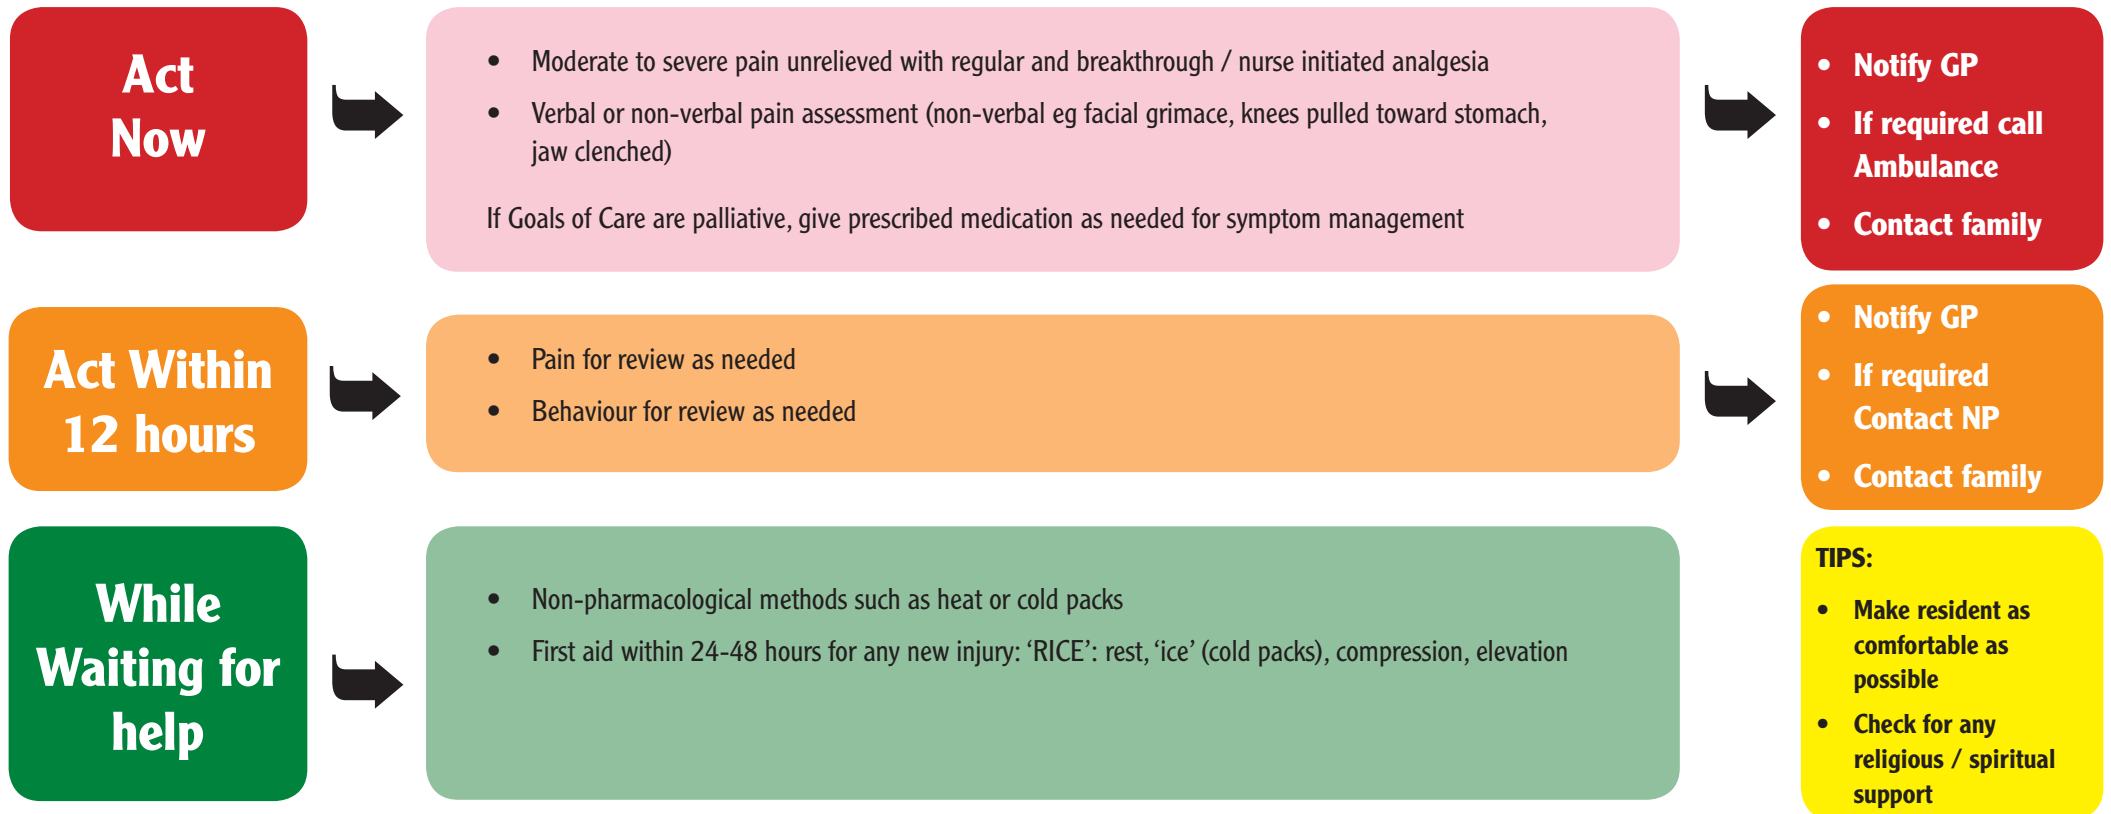 Act
Now
• Moderate to severe pain unrelieved with regular and breakthrough / nurse initiated analgesia
• Verbal or non-verbal pain assessment (non-verbal eg facial grimace, knees pulled toward stomach,
jaw clenched)
If Goals of Care are palliative, give prescribed medication as needed for symptom management
• Notify GP
• If required call
Ambulance
• Contact family
Act Within
12 hours
• Pain for review as needed
• Behaviour for review as needed
• Notify GP
• If required
Contact NP
• Contact family
While
Waiting for
help
• Non-pharmacological methods such as heat or cold packs
• First aid within 24-48 hours for any new injury: ‘RICE’: rest, ‘ice’ (cold packs), compression, elevation
TIPS:
• Make resident as
comfortable as
possible
• Check for any
religious / spiritual
support